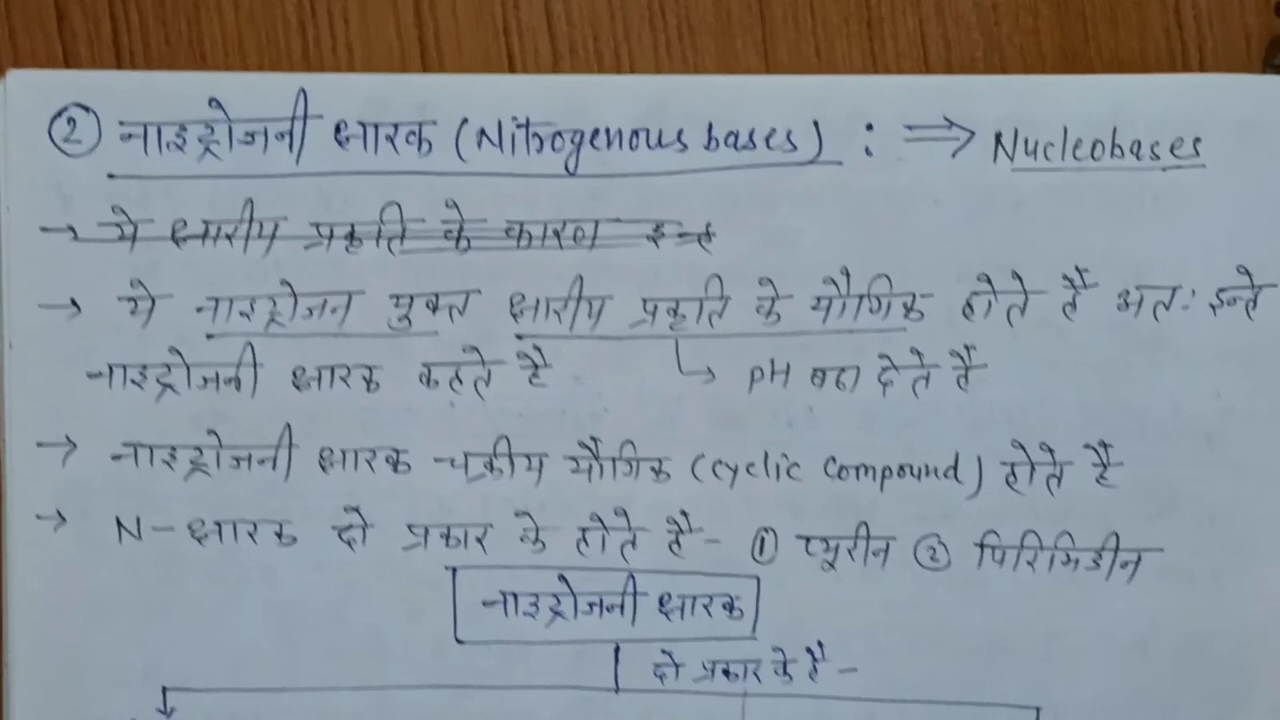 ② नाइट्रोजनी क्षारक (Nitrogenous bases) : ⇒ Nucleobases
→ ये क्षारीय प्रकृति के कारण इन्हे
→ ये नाइट्रोजन युक्त क्षारीय प्रकृति के यौगिक होते हैं अतः इन्हे
नाइट्रोजनी क्षारक कहते है ↳ pH बढा देते हैं
→ नाइट्रोजनी क्षारक चक्रीय यौगिक (cyclic compound) होते हैं
→ N-क्षारक दो प्रकार के होते हैं- ① प्यूरीन ② पिरिमिडीन
नाइट्रोजनी क्षारक
दो प्रकार के हैं -